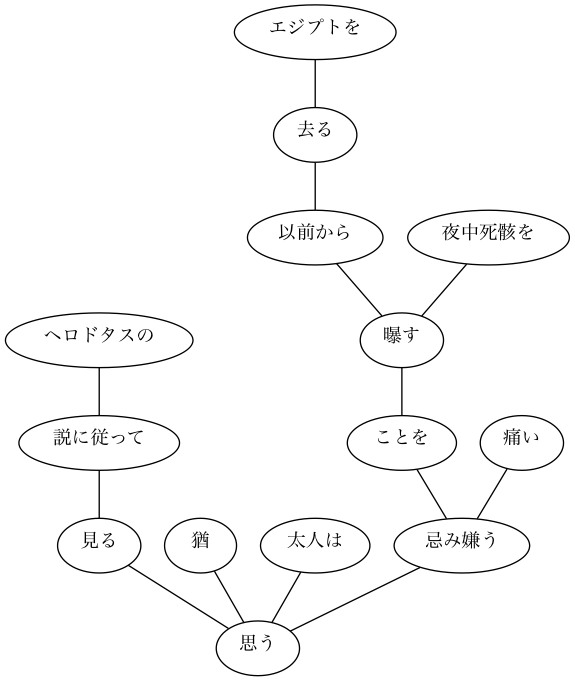 エジプトを
去る
以前から
夜中死骸を
ヘロドタスの
曝す
説に従って
ことを
痛い
見る
猶
太人は
忌み嫌う
思う